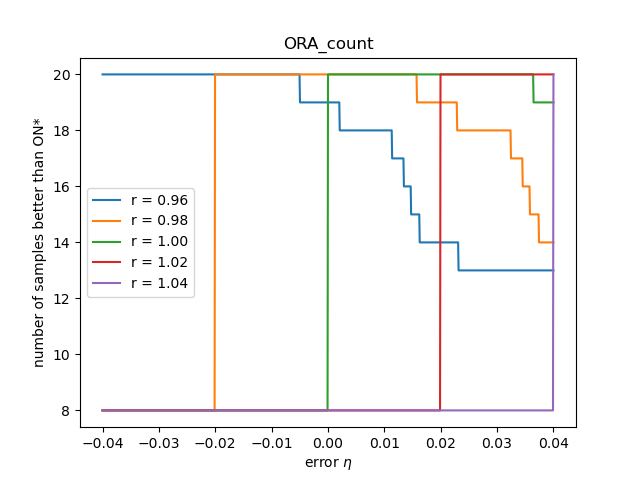 ORA_count
number of samples better than ON*
20
18
16
14
12
10
8
r = 0.96
r = 0.98
r = 1.00
r = 1.02
r = 1.04
−0.04 −0.03 −0.02 −0.01 0.00 0.01 0.02 0.03 0.04
error η